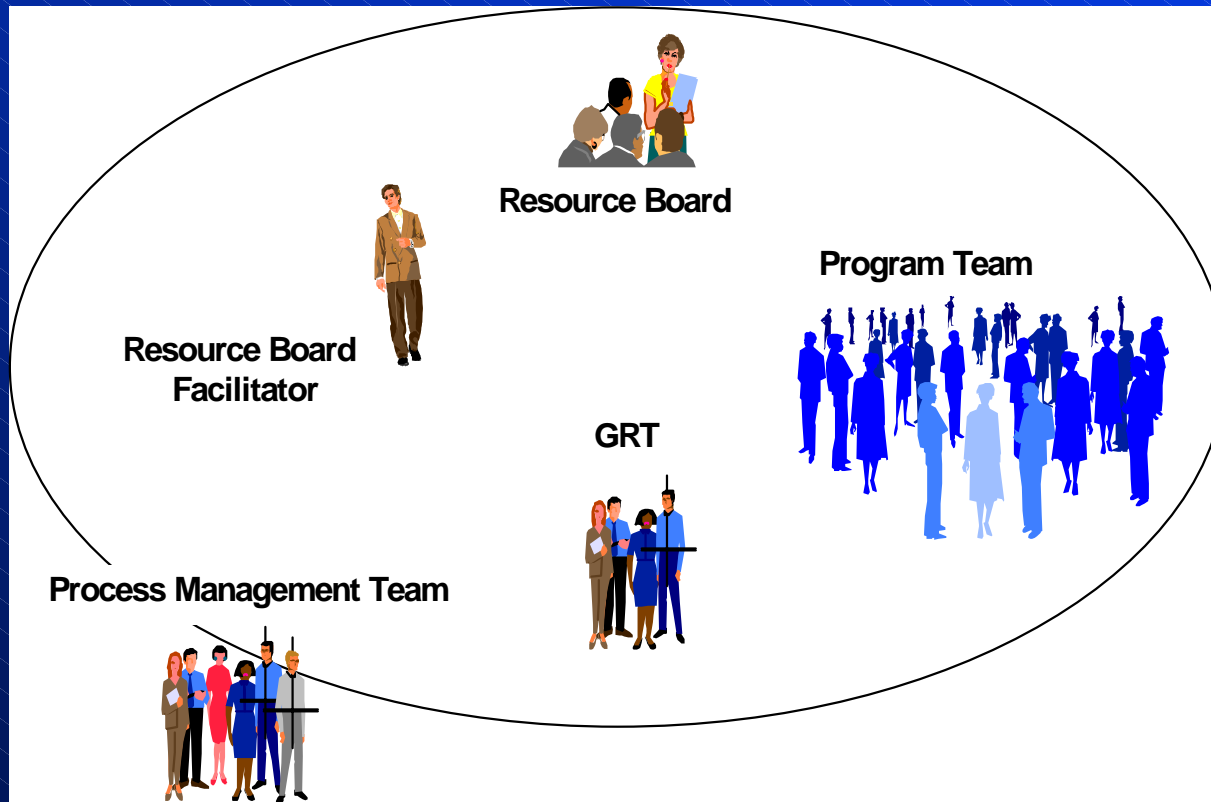 Resource Board
Program Team
Resource Board
Facilitator
GRT
Process Management Team